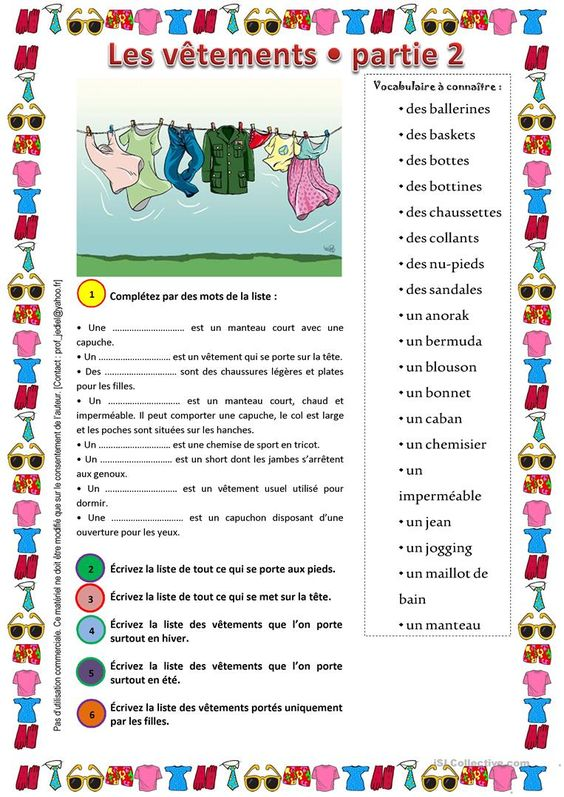 Les vêtements • partie 2
Vocabulaire à connaître :
• des ballerines
• des baskets
• des bottes
• des bottines
• des chaussettes
• des collants
• des nu-pieds
• des sandales
• un anorak
• un bermuda
• un blouson
• un bonnet
• un caban
• un chemisier
• un
imperméable
• un jean
• un jogging
• un maillot de
bain
• un manteau
1 Complétez par des mots de la liste :
• Une ………………………… est un manteau court avec une
capuche.
• Un ………………………… est un vêtement qui se porte sur la tête.
• Des ………………………… sont des chaussures légères et plates
pour les filles.
• Un ………………………… est un manteau court, chaud et
imperméable. Il peut comporter une capuche, le col est large
et les poches sont situées sur les hanches.
• Un ………………………… est une chemise de sport en tricot.
• Un ………………………… est un short dont les jambes s’arrêtent
aux genoux.
• Un ………………………… est un vêtement usuel utilisé pour
dormir.
• Une ………………………… est un capuchon disposant d’une
ouverture pour les yeux.
2 Écrivez la liste de tout ce qui se porte aux pieds.
3 Écrivez la liste de tout ce qui se met sur la tête.
4 Écrivez la liste des vêtements que l’on porte
surtout en hiver.
5 Écrivez la liste des vêtements que l’on porte
surtout en été.
6 Écrivez la liste des vêtements portés uniquement
par les filles.
Pas d’utilisation commerciale. Ce matériel ne doit être modifié que sur le consentement de l’auteur. [Contact : prof_jediel@yahoo.fr]
iSLCollective.com